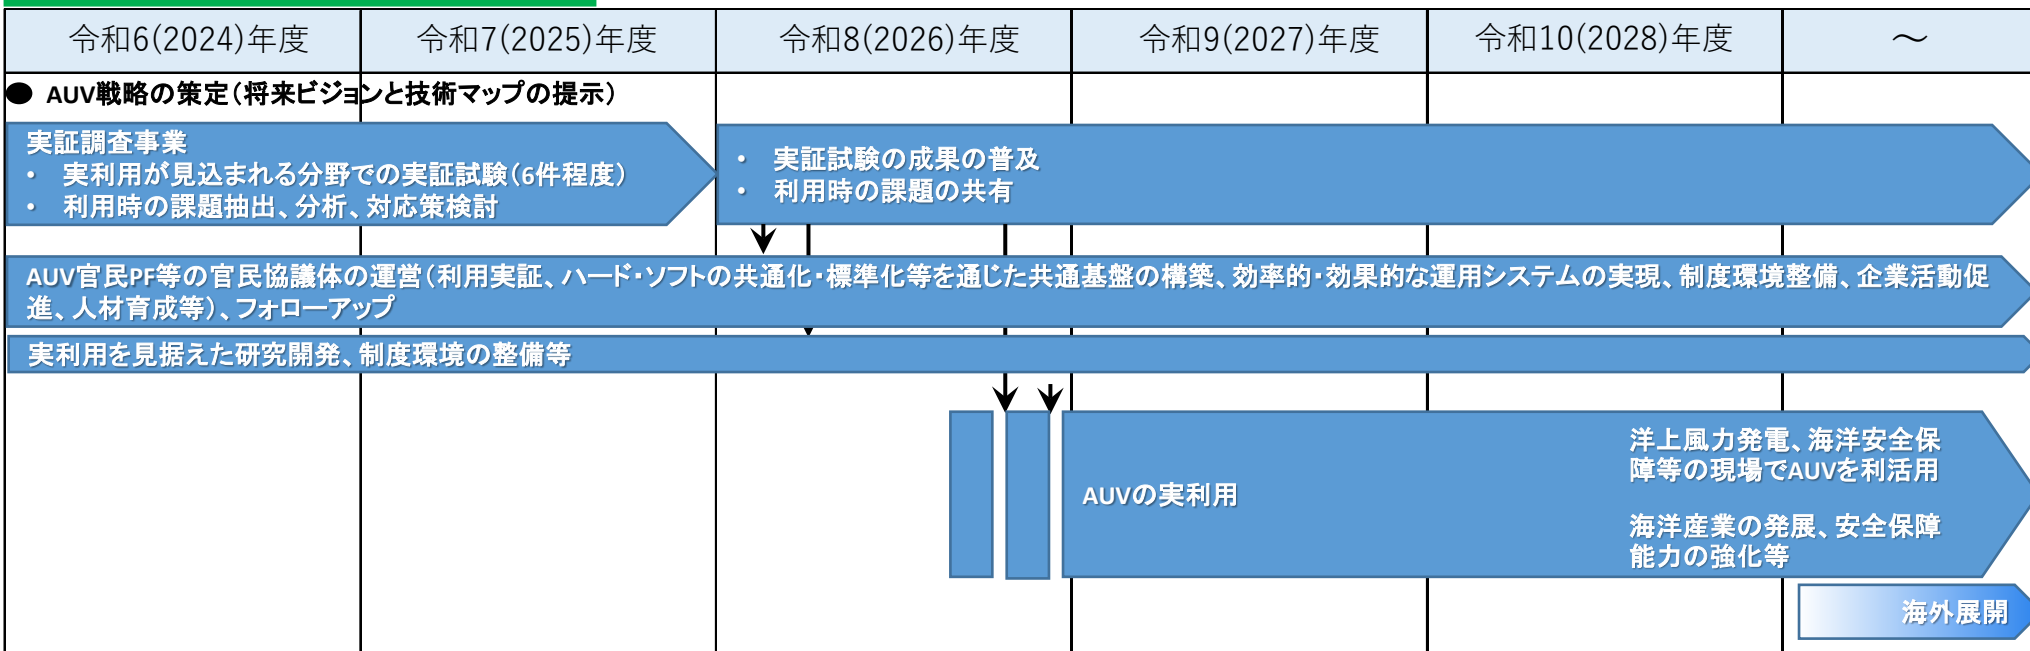 令和6(2024)年度
令和7(2025)年度
令和8(2026)年度
令和9(2027)年度
令和10(2028)年度
～
● AUV戦略の策定(将来ビジョンと技術マップの提示)
実証調査事業
・ 実利用が見込まれる分野での実証試験(6件程度)
・ 利用時の課題抽出、分析、対応策検討
・ 実証試験の成果の普及
・ 利用時の課題の共有
AUV官民PF等の官民協議体の運営(利用実証、ハード・ソフトの共通化・標準化等を通じた共通基盤の構築、効率的・効果的な運用システムの実現、制度環境整備、企業活動促
進、人材育成等)、フォローアップ
実利用を見据えた研究開発、制度環境の整備等
AUVの実利用
洋上風力発電、海洋安全保
障等の現場でAUVを利活用
海洋産業の発展、安全保障
能力の強化等
海外展開